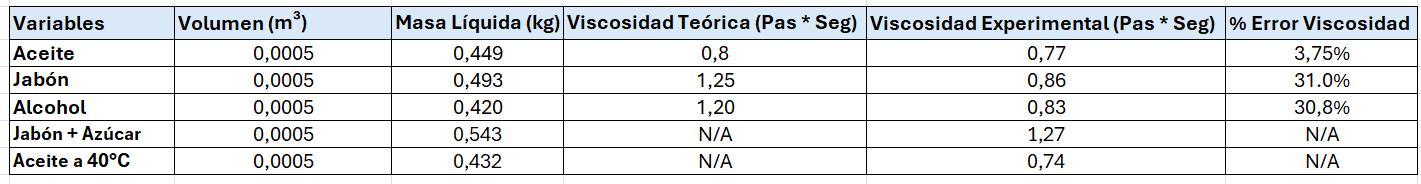 Variables Volumen (m³) Masa Líquida (kg) Viscosidad Teórica (Pas * Seg) Viscosidad Experimental (Pas * Seg) % Error Viscosidad
Aceite 0,0005 0,449 0,8 0,77 3,75%
Jabón 0,0005 0,493 1,25 0,86 31.0%
Alcohol 0,0005 0,420 1,20 0,83 30,8%
Jabón + Azúcar 0,0005 0,543 N/A 1,27 N/A
Aceite a 40°C 0,0005 0,432 N/A 0,74 N/A